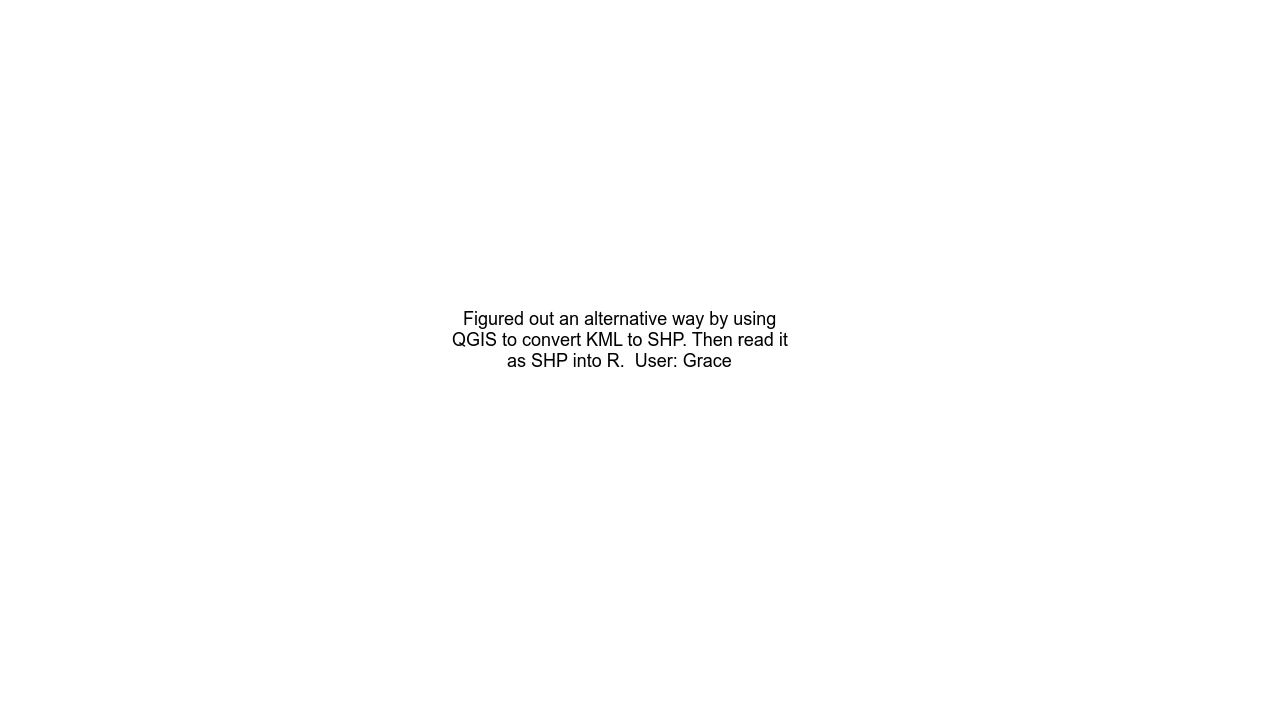 Figured out an alternative way by using
QGIS to convert KML to SHP. Then read it
as SHP into R.  User: Grace